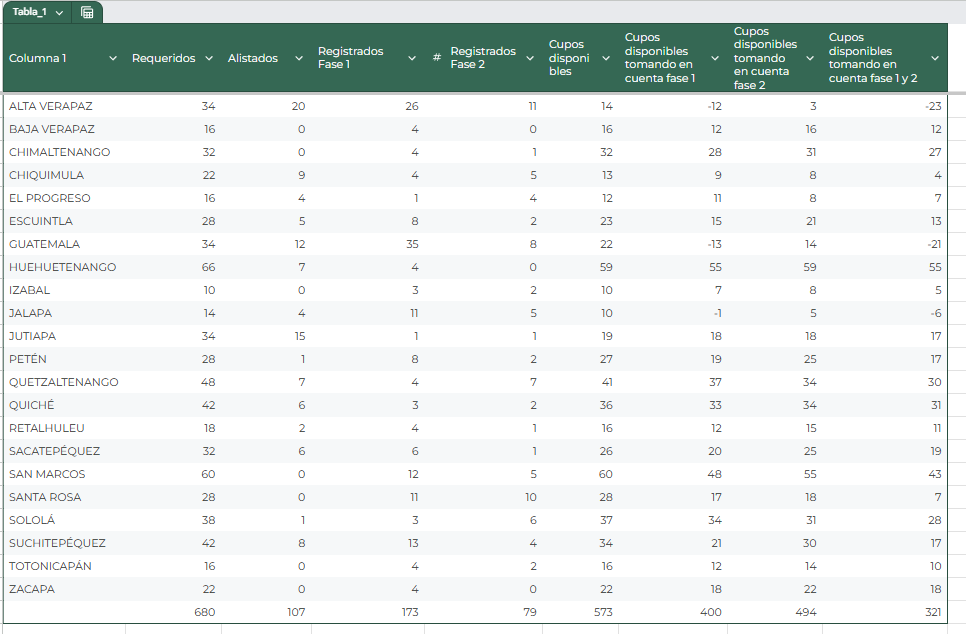 Tabla_1
Columna 1 Requeridos Alistados Registrados Fase 1 # Registrados Fase 2 Cupos disponibles Cupos disponibles tomando en cuenta fase 1 Cupos disponibles tomando en cuenta fase 2 Cupos disponibles tomando en cuenta fase 1 y 2
ALTA VERAPAZ 34 20 26 11 14 -12 3 -23
BAJA VERAPAZ 16 0 4 0 16 12 16 12
CHIMALTENANGO 32 0 4 1 32 28 31 27
CHIQUIMULA 22 9 4 5 13 9 8 4
EL PROGRESO 16 4 1 4 12 11 8 7
ESCUINTLA 28 5 8 2 23 15 21 13
GUATEMALA 34 12 35 8 22 -13 14 -21
HUEHUETENANGO 66 7 4 0 59 55 59 55
IZABAL 10 0 3 2 10 7 8 5
JALAPA 14 4 11 5 10 -1 5 -6
JUTIAPA 34 15 1 1 19 18 18 17
PETÉN 28 1 8 2 27 19 25 17
QUETZALTENANGO 48 7 4 7 41 37 34 30
QUICHÉ 42 6 3 2 36 33 34 31
RETALHULEU 18 2 4 1 16 12 15 11
SACATEPÉQUEZ 32 6 6 1 26 20 25 19
SAN MARCOS 60 0 12 5 60 48 55 43
SANTA ROSA 28 0 11 10 28 17 18 7
SOLOLÁ 38 1 3 6 37 34 31 28
SUCHITEPÉQUEZ 42 8 13 4 34 21 30 17
TOTONICAPÁN 16 0 4 2 16 12 14 10
ZACAPA 22 0 4 0 22 18 22 18
680 107 173 79 573 400 494 321